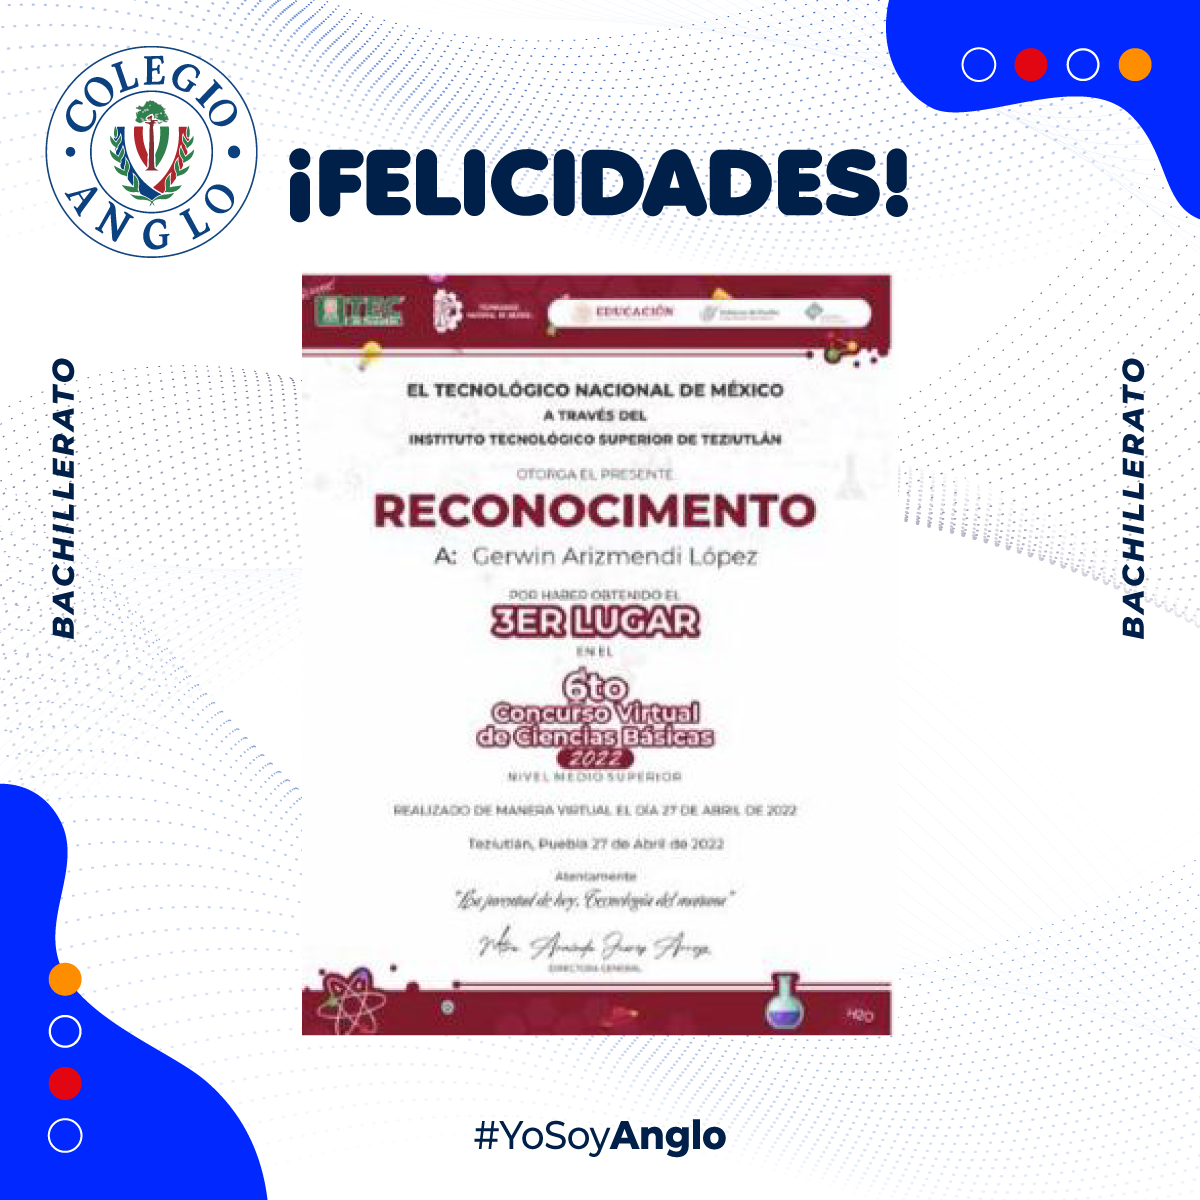 COLEGIO
ANGLO
¡FELICIDADES!
BACHILLERATO
BACHILLERATO
TEC
EDUCACIÓN
EL TECNOLÓGICO NACIONAL DE MÉXICO
A TRAVÉS DEL
INSTITUTO TECNOLÓGICO SUPERIOR DE TEZIUTLÁN
OTORGA EL PRESENTE
RECONOCIMENTO
A: Gerwin Arizmendi López
POR HABER OBTENIDO EL
3ER LUGAR
EN EL
6to
Concurso Virtual
de Ciencias Básicas
2022
NIVEL MEDIO SUPERIOR
REALIZADO DE MANERA VIRTUAL EL DÍA 27 DE ABRIL DE 2022
Teziutlán, Puebla 27 de Abril de 2022
Atentamente
"La juventud de hoy, Tecnología del mañana"
DIRECTORA GENERAL
H2O
#YoSoyAnglo